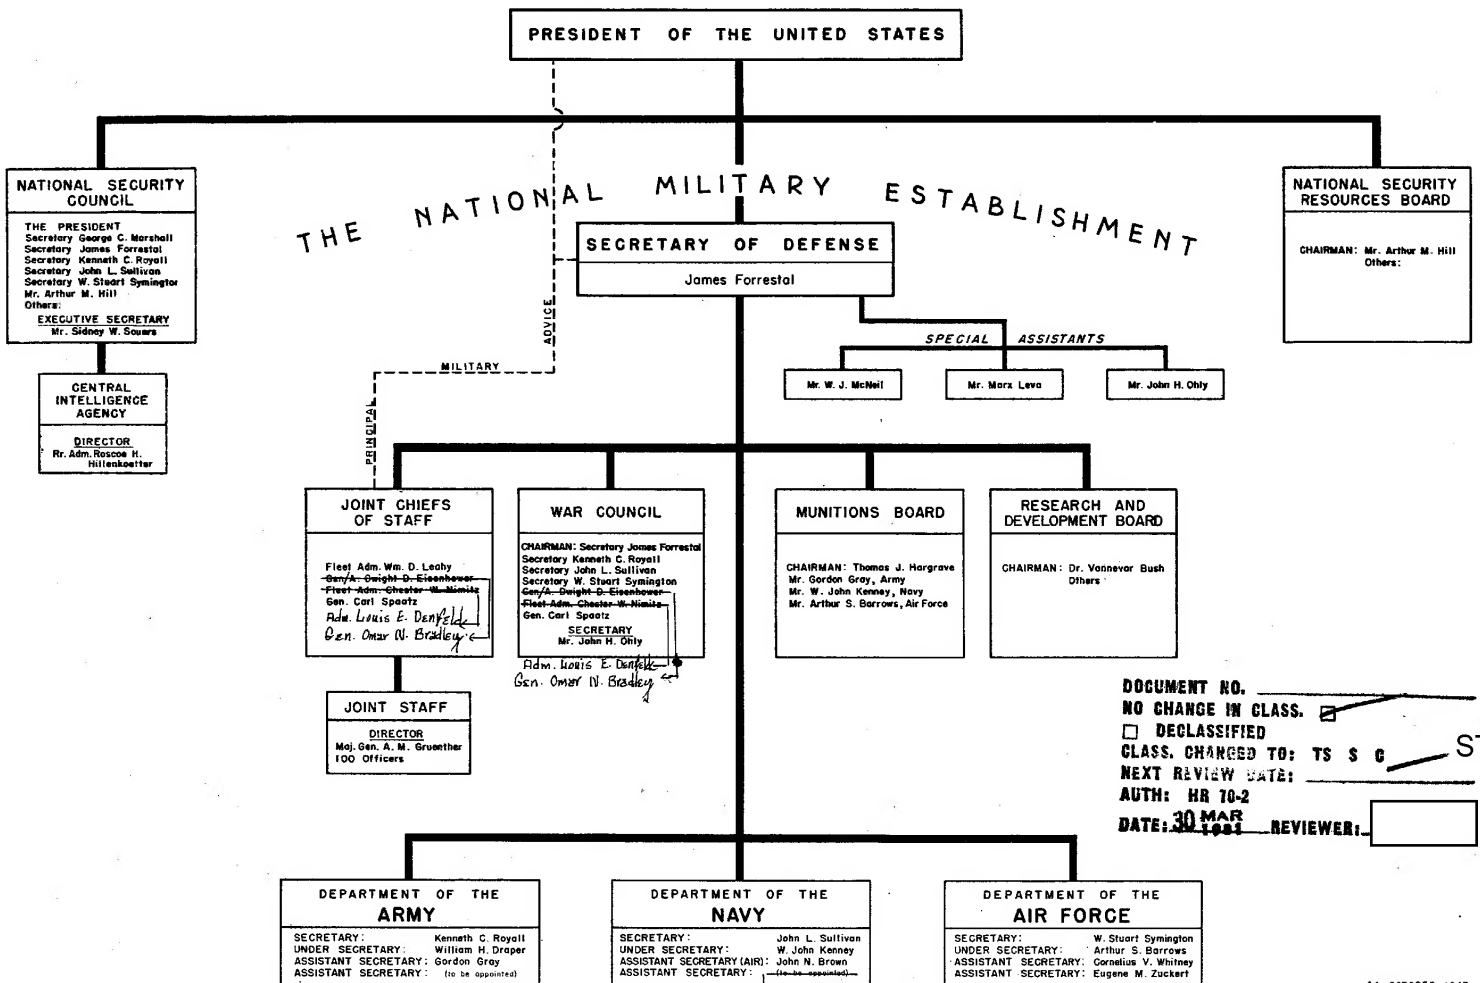 PRESIDENT OF THE UNITED STATES
THE NATIONAL MILITARY ESTABLISHMENT
NATIONAL SECURITY
COUNCIL
THE PRESIDENT
Secretary George C. Marshall
Secretary James Forrestal
Secretary Kenneth C. Royall
Secretary John L. Sullivan
Secretary W. Stuart Symington
Mr. Arthur M. Hill
Others:
EXECUTIVE SECRETARY
Mr. Sidney W. Souers
CENTRAL
INTELLIGENCE
AGENCY
DIRECTOR
Rr. Adm. Roscoe H.
Hillenkoetter
SECRETARY OF DEFENSE
James Forrestal
NATIONAL SECURITY
RESOURCES BOARD
CHAIRMAN: Mr. Arthur M. Hill
Others:
SPECIAL ASSISTANTS
Mr. W. J. McNeil
Mr. Marx Leva
Mr. John H. Ohly
PRINCIPAL
MILITARY
ADVICE
JOINT CHIEFS
OF STAFF
Fleet Adm. Wm. D. Leahy
Gen/A. Dwight D. Eisenhower
Fleet Adm. Chester W. Nimitz
Gen. Carl Spaatz
Adm. Louis E. Denfeld
Gen. Omar N. Bradley
JOINT STAFF
DIRECTOR
Maj. Gen. A. M. Gruenther
100 Officers
WAR COUNCIL
CHAIRMAN: Secretary James Forrestal
Secretary Kenneth C. Royall
Secretary John L. Sullivan
Secretary W. Stuart Symington
Gen/A. Dwight D. Eisenhower
Fleet Adm. Chester W. Nimitz
Gen. Carl Spaatz
SECRETARY
Mr. John H. Ohly
Adm. Louis E. Denfeld
Gen. Omar N. Bradley
MUNITIONS BOARD
CHAIRMAN: Thomas J. Hargrave
Mr. Gordon Gray, Army
Mr. W. John Kenney, Navy
Mr. Arthur S. Barrows, Air Force
RESEARCH AND
DEVELOPMENT BOARD
CHAIRMAN: Dr. Vannevar Bush
Others
DOCUMENT NO.
NO CHANGE IN CLASS.
DECLASSIFIED
CLASS. CHANGED TO: TS S C
NEXT REVIEW DATE:
AUTH: HR 70-2
DATE: 30 MAR 1981 REVIEWER:
DEPARTMENT OF THE
ARMY
SECRETARY: Kenneth C. Royall
UNDER SECRETARY: William H. Draper
ASSISTANT SECRETARY: Gordon Gray
ASSISTANT SECRETARY: (to be appointed)
DEPARTMENT OF THE
NAVY
SECRETARY: John L. Sullivan
UNDER SECRETARY: W. John Kenney
ASSISTANT SECRETARY (AIR): John N. Brown
ASSISTANT SECRETARY: (to be appointed)
DEPARTMENT OF THE
AIR FORCE
SECRETARY: W. Stuart Symington
UNDER SECRETARY: Arthur S. Barrows
ASSISTANT SECRETARY: Cornelius V. Whitney
ASSISTANT SECRETARY: Eugene M. Zuckert